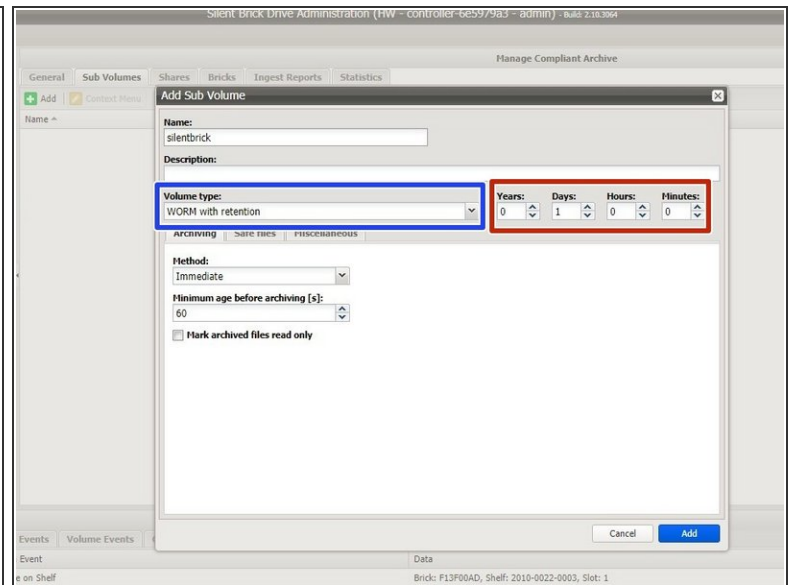 Silent Brick Drive Administration (HW - controller-6e5979a3 - admin) - Build: 2.10.3064
Manage Compliant Archive
General Sub Volumes Shares Bricks Ingest Reports Statistics
Add Context Menu
Add Sub Volume
Name
Name:
silentbrick
Description:
Volume type:
Years: Days: Hours: Minutes:
WORM with retention
0 1 0 0
Archiving Safe files Miscellaneous
Method:
Immediate
Minimum age before archiving [s]:
60
Mark archived files read only
Cancel Add
Events Volume Events
Event Data
e on Shelf Brick: F13F00AD, Shelf: 2010-0022-0003, Slot: 1